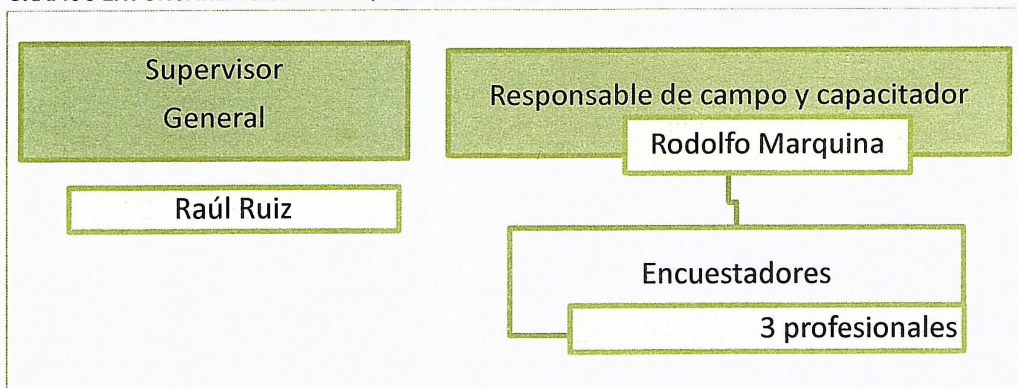 Supervisor
General
Raúl Ruiz
Responsable de campo y capacitador
Rodolfo Marquina
Encuestadores
3 profesionales